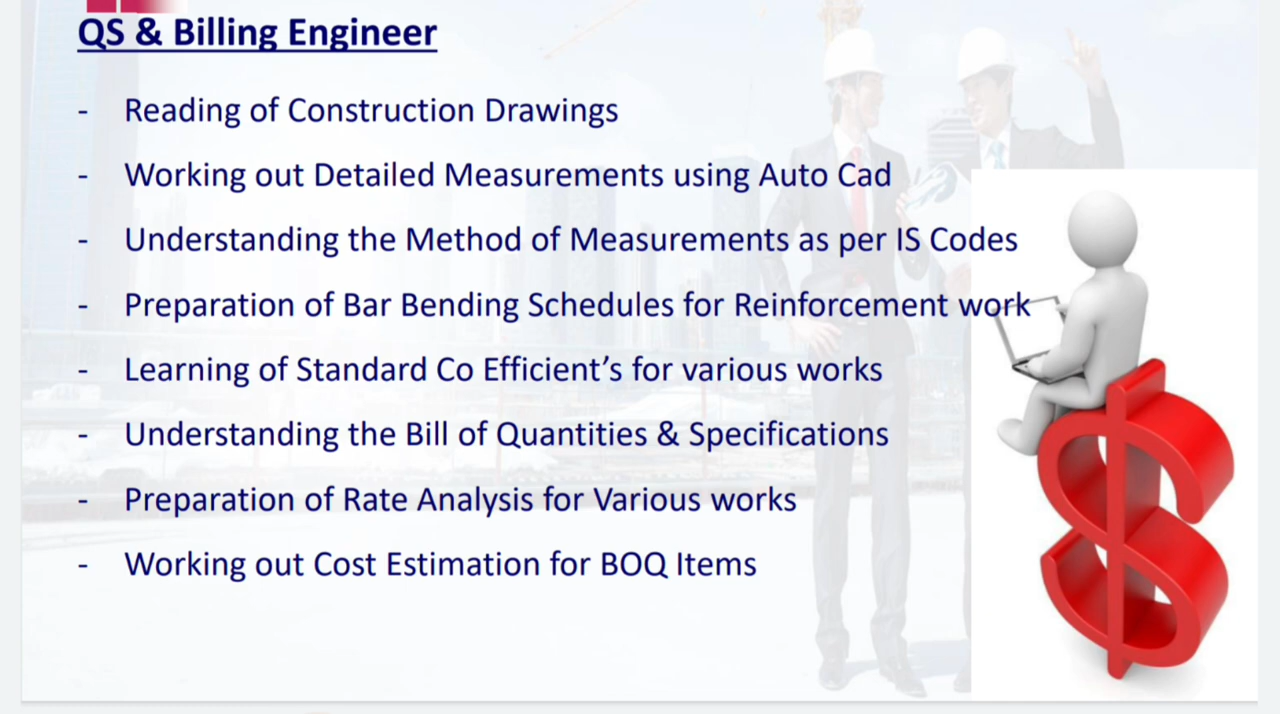 QS & Billing Engineer
- Reading of Construction Drawings
- Working out Detailed Measurements using Auto Cad
- Understanding the Method of Measurements as per IS Codes
- Preparation of Bar Bending Schedules for Reinforcement work
- Learning of Standard Co Efficient’s for various works
- Understanding the Bill of Quantities & Specifications
- Preparation of Rate Analysis for Various works
- Working out Cost Estimation for BOQ Items